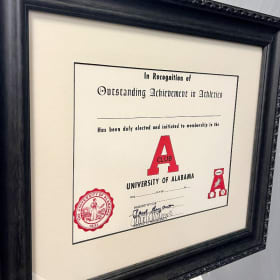 In Recognition of
Outstanding Achievement in Athletics
Has been duly elected and initiated to membership in the
A
CLUB
UNIVERSITY OF ALABAMA
A